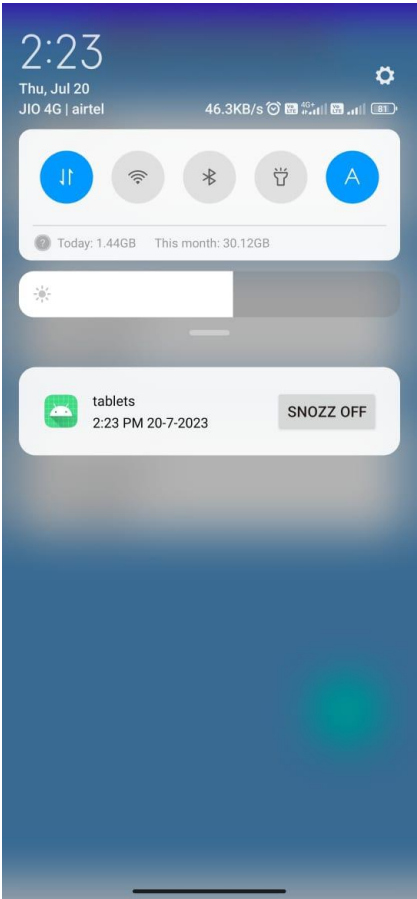 2:23
Thu, Jul 20
JIO 4G | airtel
46.3KB/s 4G+ 81
A
Today: 1.44GB This month: 30.12GB
tablets
2:23 PM 20-7-2023
SNOZZ OFF